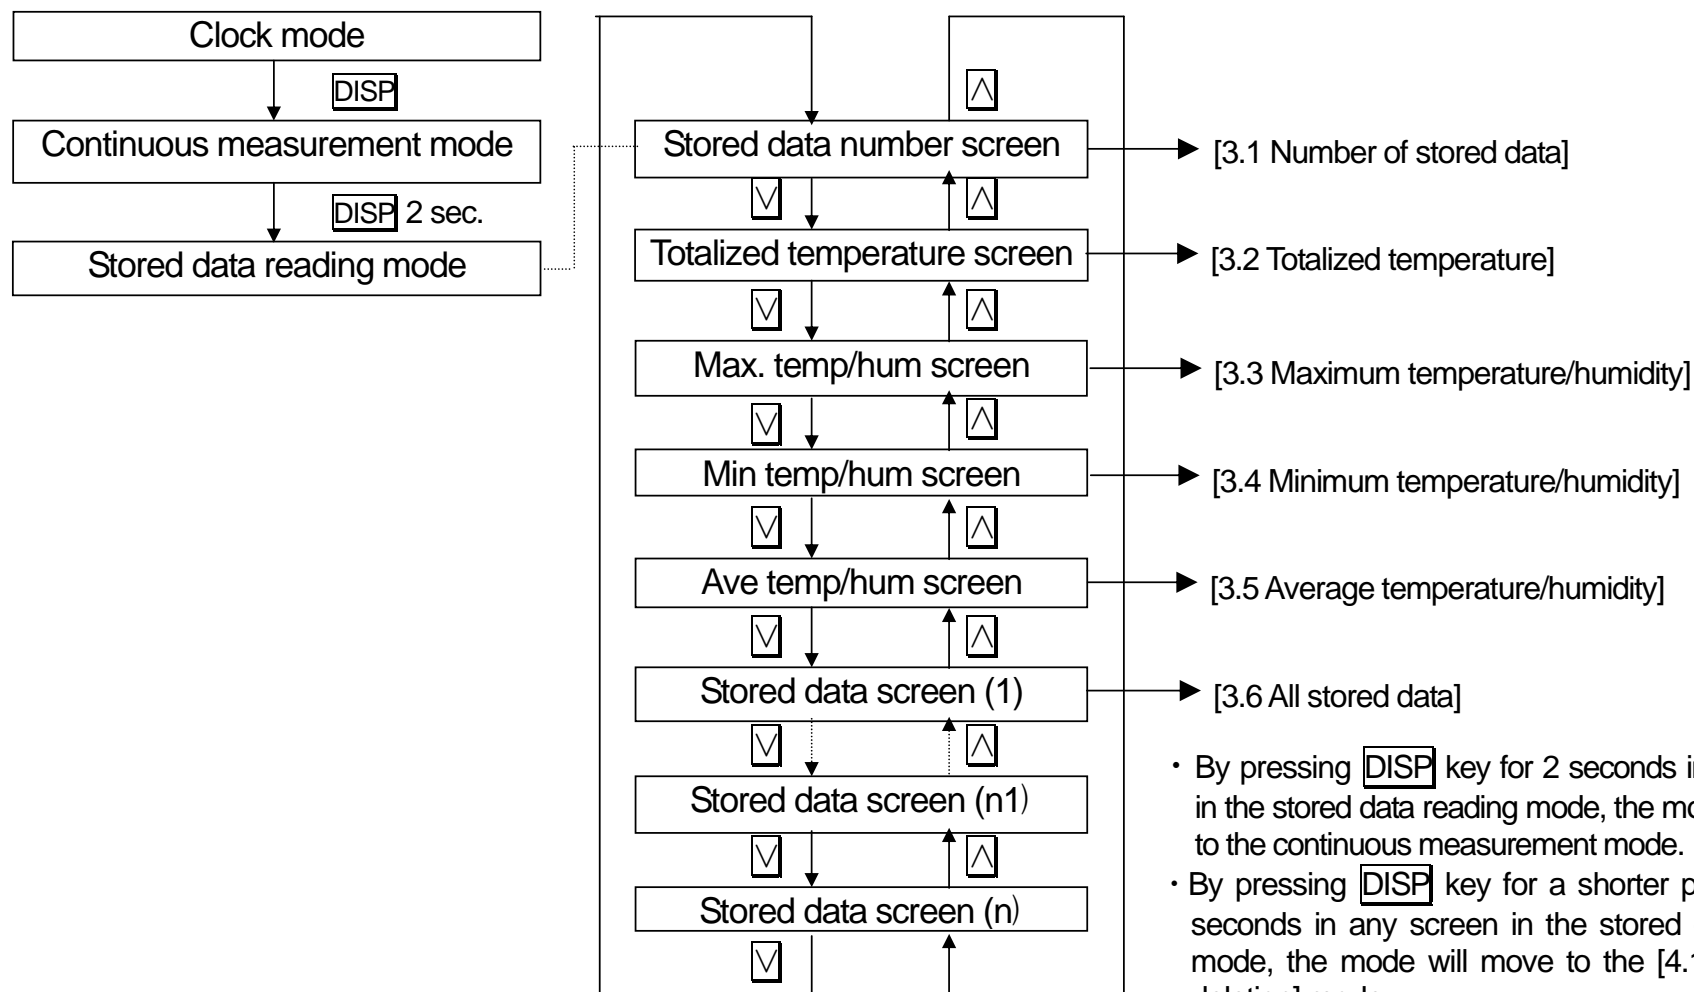 Clock mode
DISP
Continuous measurement mode
DISP 2 sec.
Stored data reading mode
∧
Stored data number screen
[3.1 Number of stored data]
∨ ∧
Totalized temperature screen
[3.2 Totalized temperature]
∨ ∧
Max. temp/hum screen
[3.3 Maximum temperature/humidity]
∨ ∧
Min temp/hum screen
[3.4 Minimum temperature/humidity]
∨ ∧
Ave temp/hum screen
[3.5 Average temperature/humidity]
∨ ∧
Stored data screen (1)
[3.6 All stored data]
∨ ∧
Stored data screen (n1)
∨ ∧
Stored data screen (n)
∨
・By pressing DISP key for 2 seconds
in the stored data reading mode, the
to the continuous measurement mode.
・By pressing DISP key for a shorter
seconds in any screen in the stored
mode, the mode will move to the [4.1